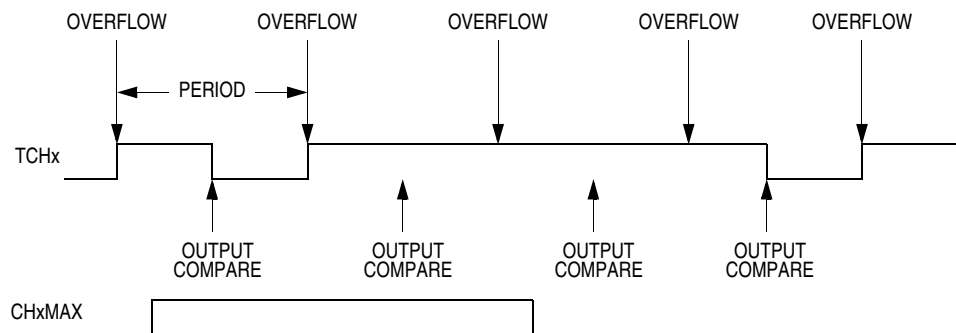 OVERFLOW OVERFLOW OVERFLOW OVERFLOW OVERFLOW
PERIOD
TCHx
OUTPUT COMPARE
OUTPUT COMPARE
OUTPUT COMPARE
OUTPUT COMPARE
CHxMAX